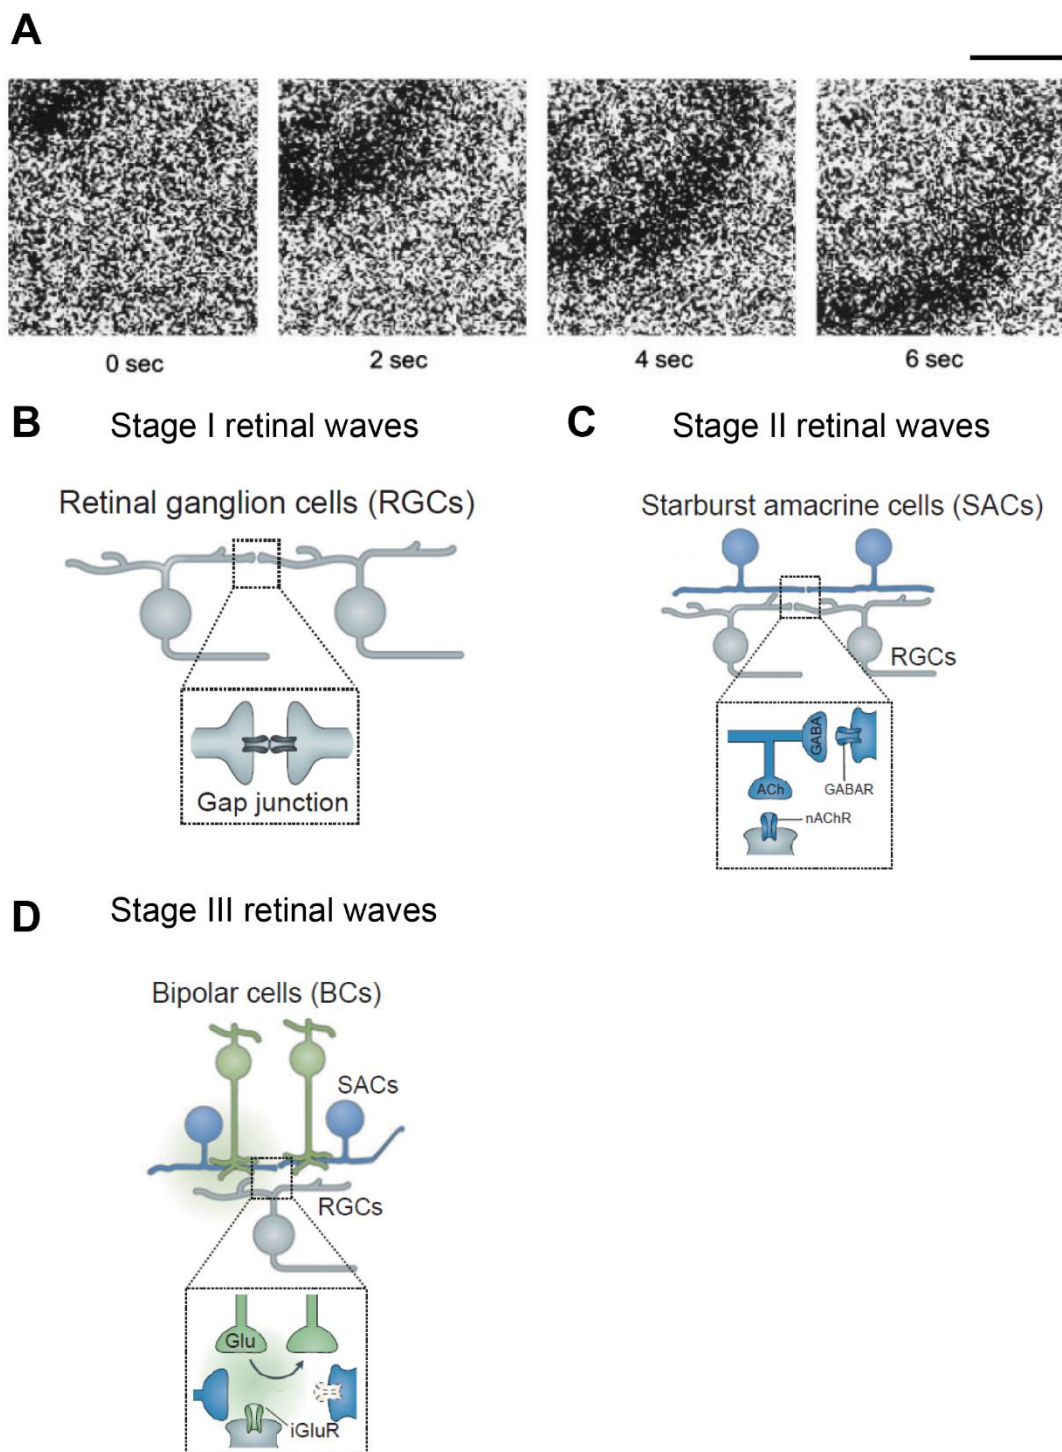 A
0 sec
2 sec
4 sec
6 sec
B
Stage I retinal waves
Retinal ganglion cells (RGCs)
Gap junction
C
Stage II retinal waves
Starburst amacrine cells (SACs)
RGCs
GABA
ACh
GABAR
nAChR
D
Stage III retinal waves
Bipolar cells (BCs)
SACs
RGCs
Glu
iGluR